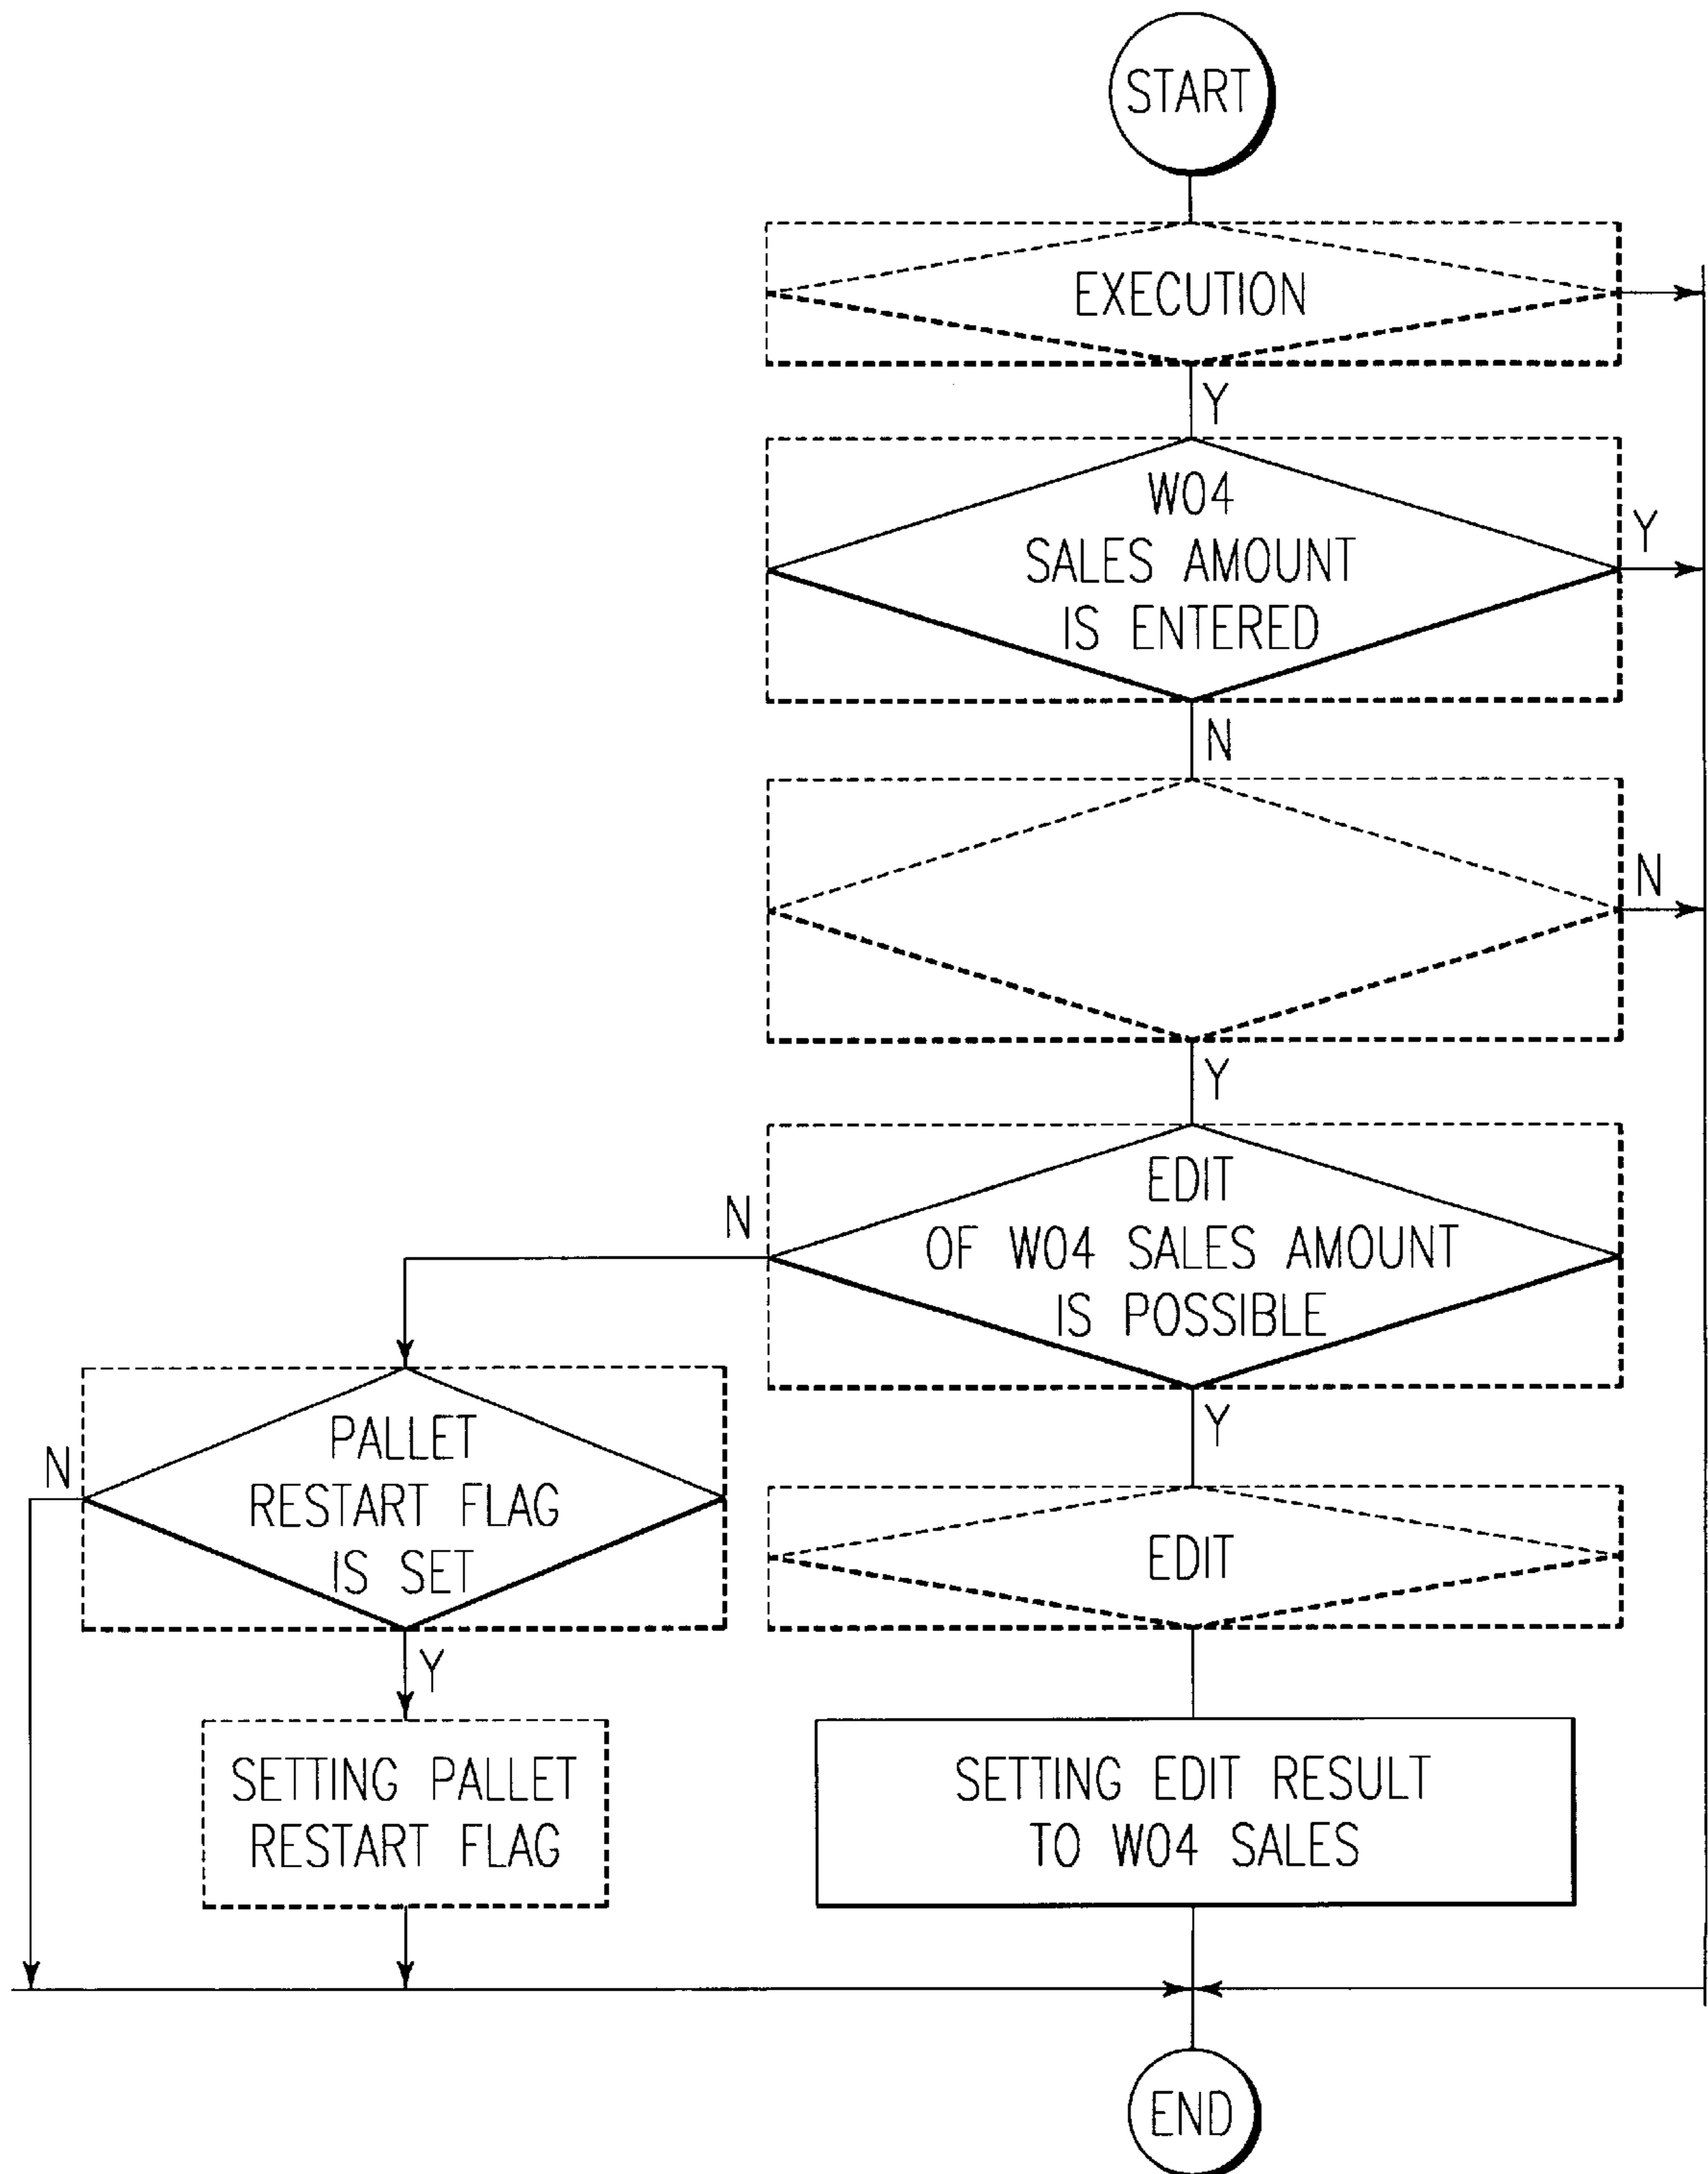 START
EXECUTION
Y
W04
SALES AMOUNT
IS ENTERED
Y
N
N
Y
EDIT
OF W04 SALES AMOUNT
IS POSSIBLE
N
Y
PALLET
RESTART FLAG
IS SET
N
Y
EDIT
SETTING PALLET
RESTART FLAG
SETTING EDIT RESULT
TO W04 SALES
END